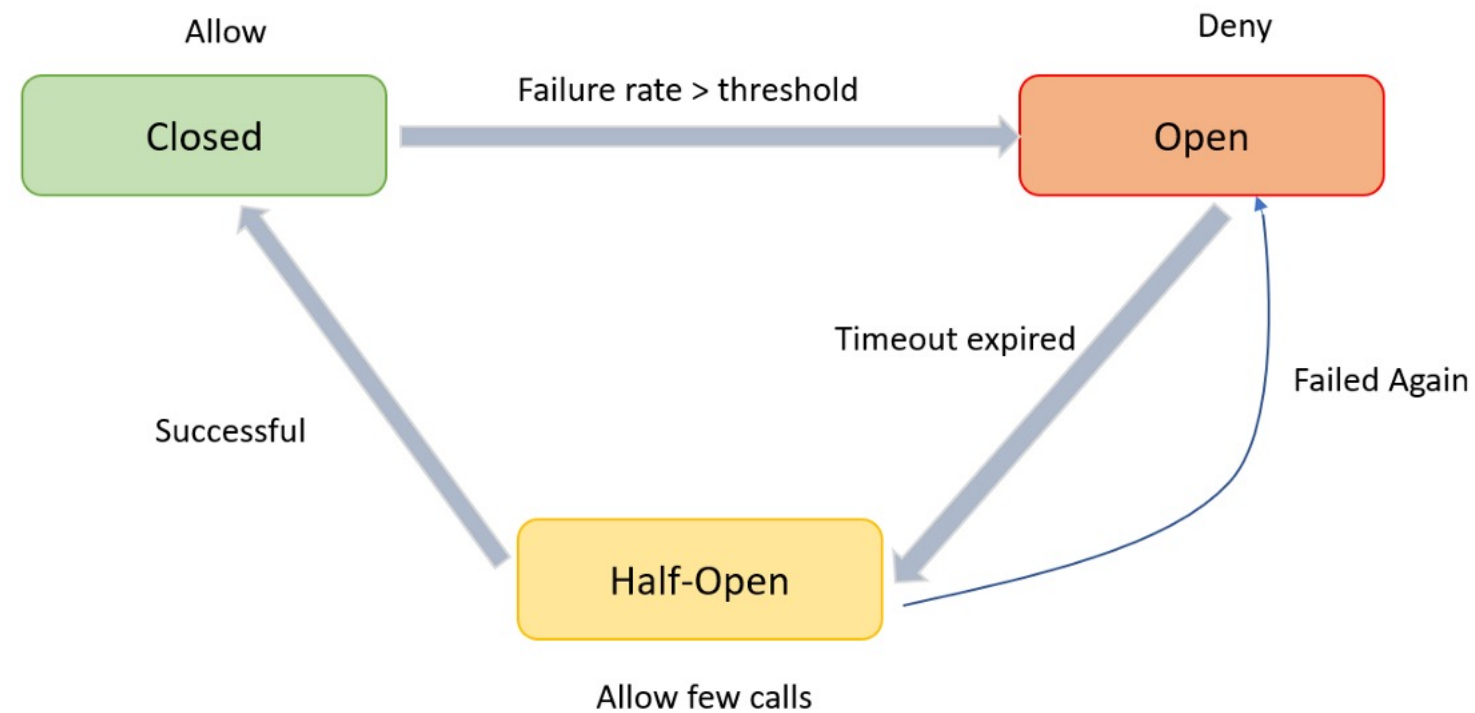 Allow
Deny
Failure rate > threshold
Closed
Open
Timeout expired
Failed Again
Successful
Half-Open
Allow few calls